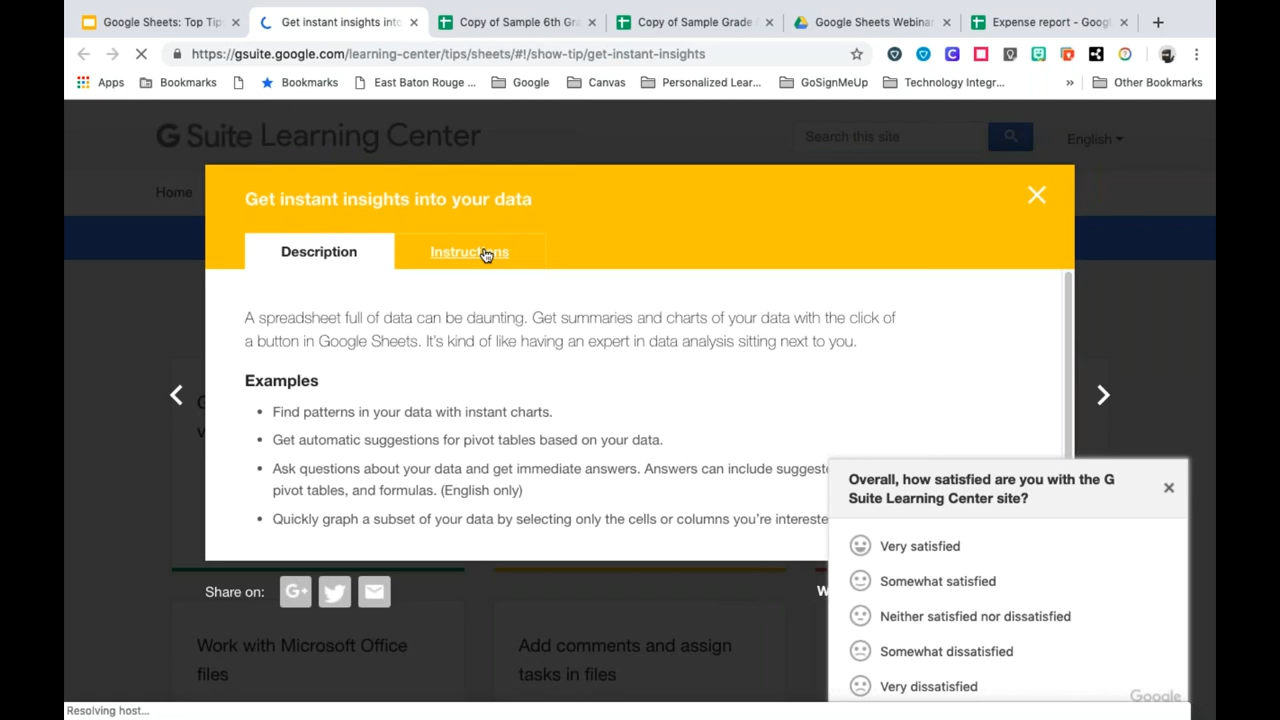 Google Sheets: Top Tip
Get instant insights into
Copy of Sample 6th Gra
Copy of Sample Grade
Google Sheets Webinar
Expense report - Googl
https://gsuite.google.com/learning-center/tips/sheets/#!/show-tip/get-instant-insights
Apps
Bookmarks
Bookmarks
East Baton Rouge ...
Google
Canvas
Personalized Lear...
GoSignMeUp
Technology Integr...
Other Bookmarks
G Suite Learning Center
Search this site
English
Home
Get instant insights into your data
Description
Instructions
A spreadsheet full of data can be daunting. Get summaries and charts of your data with the click of
a button in Google Sheets. It's kind of like having an expert in data analysis sitting next to you.
Examples
• Find patterns in your data with instant charts.
• Get automatic suggestions for pivot tables based on your data.
• Ask questions about your data and get immediate answers. Answers can include suggeste
pivot tables, and formulas. (English only)
• Quickly graph a subset of your data by selecting only the cells or columns you're intereste
Overall, how satisfied are you with the G
Suite Learning Center site?
Very satisfied
Somewhat satisfied
Neither satisfied nor dissatisfied
Somewhat dissatisfied
Very dissatisfied
Google
Share on:
G+
W
Work with Microsoft Office
files
Add comments and assign
tasks in files
Resolving host...